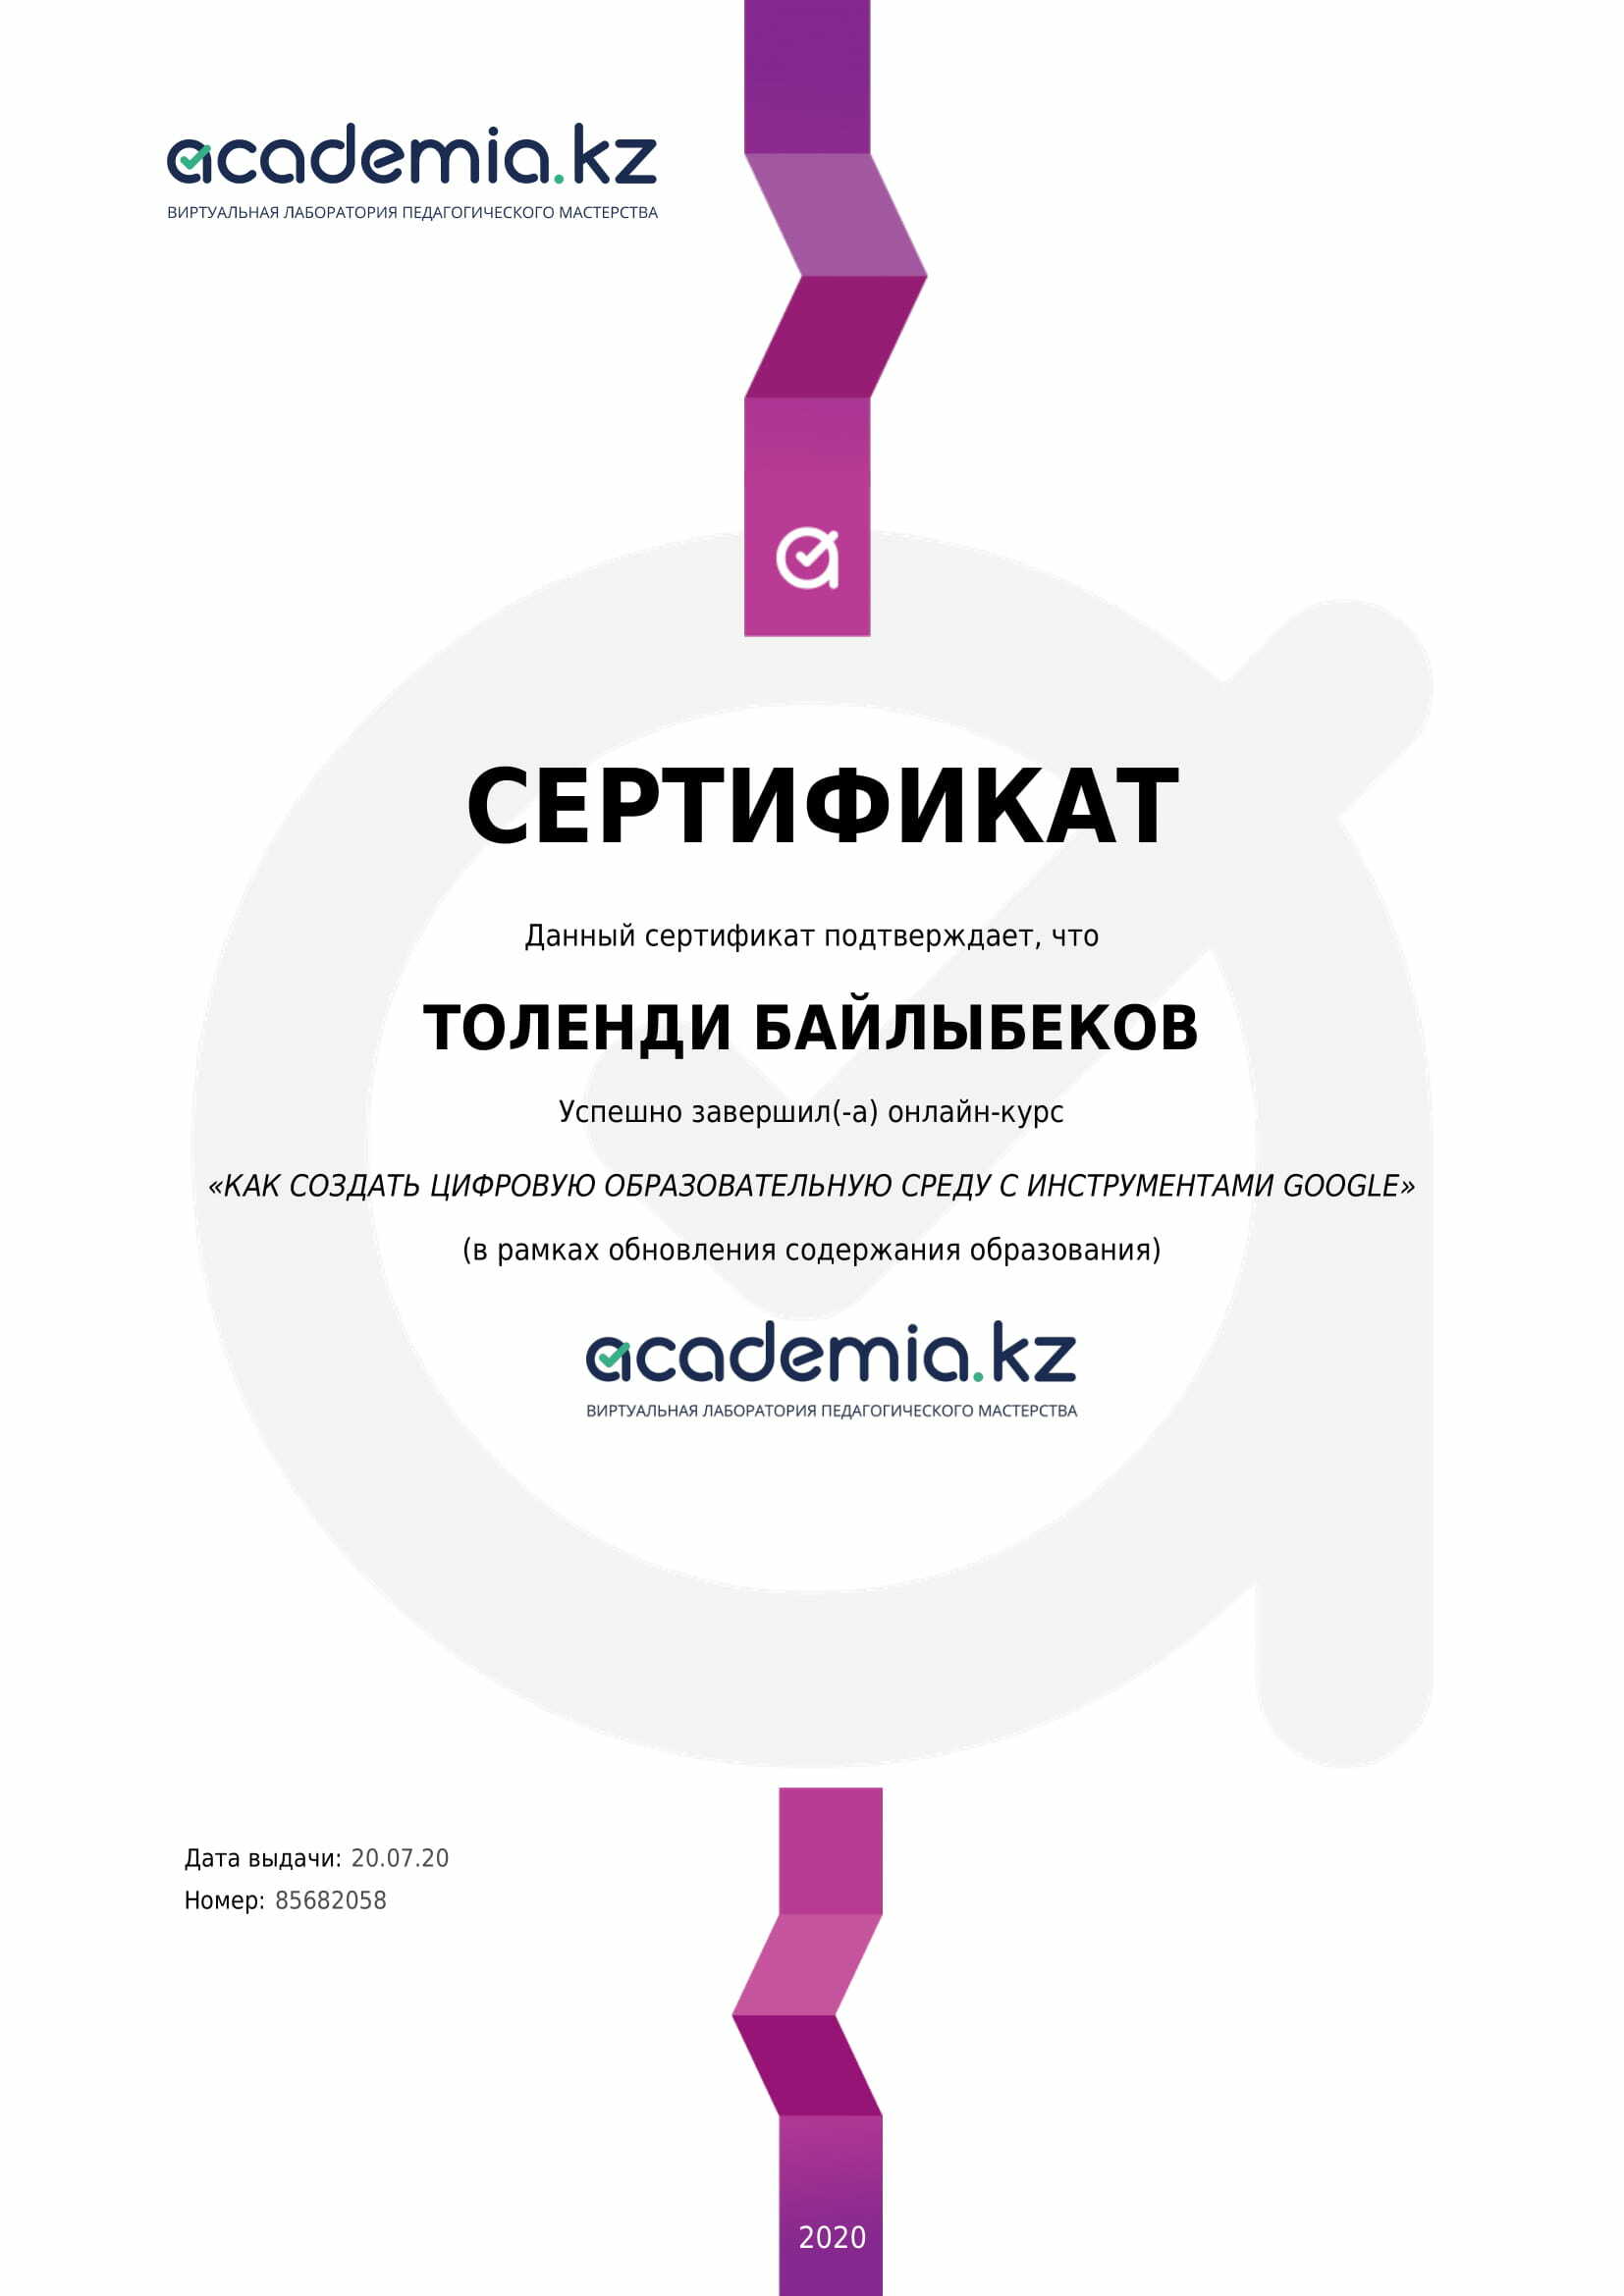 academia.kz
ВИРТУАЛЬНАЯ ЛАБОРАТОРИЯ ПЕДАГОГИЧЕСКОГО МАСТЕРСТВА
СЕРТИФИКАТ
Данный сертификат подтверждает, что
ТОЛЕНДИ БАЙЛЫБЕКОВ
Успешно завершил(-а) онлайн-курс
«КАК СОЗДАТЬ ЦИФРОВУЮ ОБРАЗОВАТЕЛЬНУЮ СРЕДУ С ИНСТРУМЕНТАМИ GOOGLE»
(в рамках обновления содержания образования)
academia.kz
ВИРТУАЛЬНАЯ ЛАБОРАТОРИЯ ПЕДАГОГИЧЕСКОГО МАСТЕРСТВА
Дата выдачи: 20.07.20
Номер: 85682058
2020